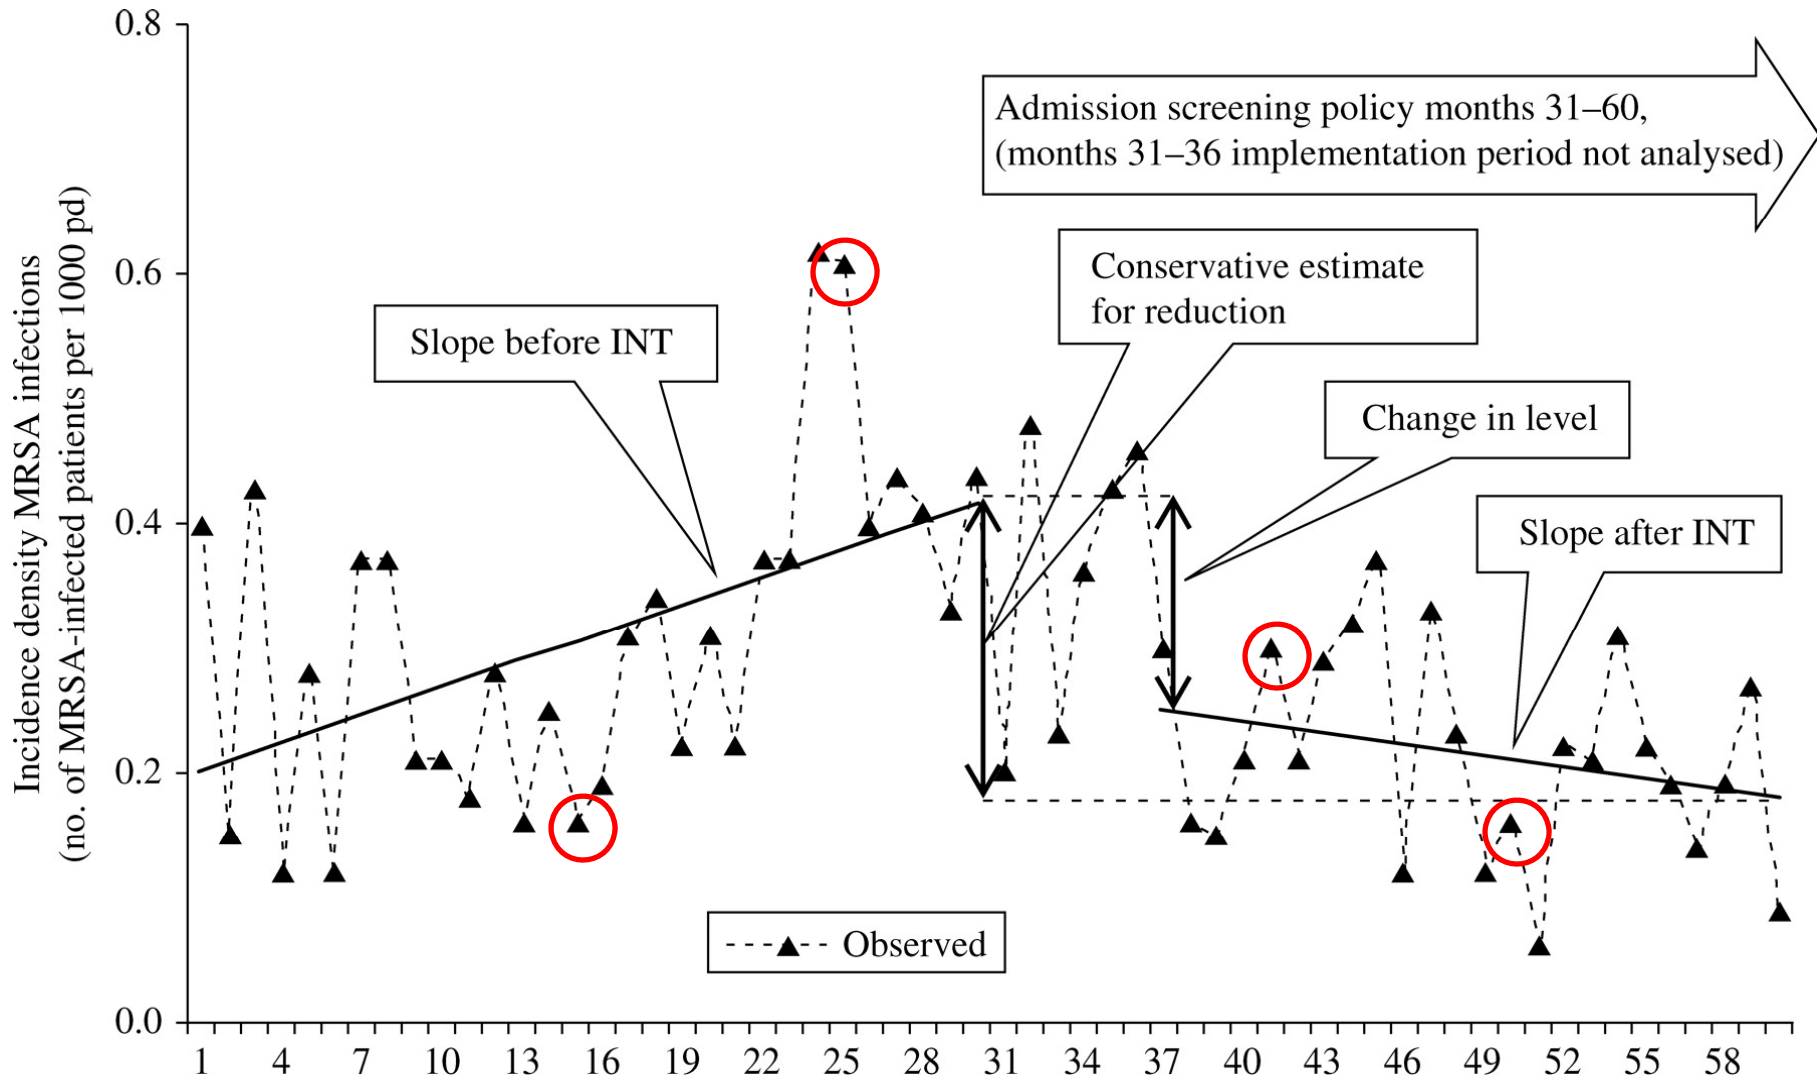 0.8
0.6
0.4
0.2
0.0
Incidence density MRSA infections
(no. of MRSA-infected patients per 1000 pd)
Admission screening policy months 31–60,
(months 31–36 implementation period not analysed)
Conservative estimate
for reduction
Slope before INT
Change in level
Slope after INT
Observed
1 4 7 10 13 16 19 22 25 28 31 34 37 40 43 46 49 52 55 58